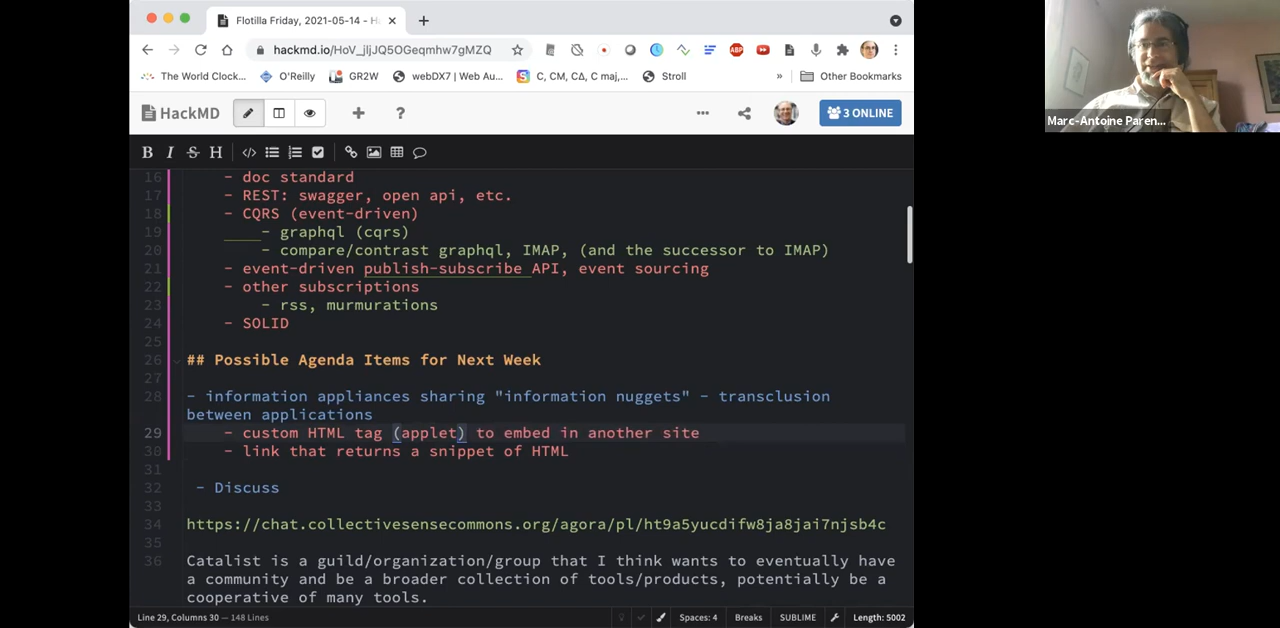 Flotilla Friday, 2021-05-14 - H
hackmd.io/HoV_jljJQ5OGeqmhw7gMZQ
ABP
The World Clock...
O'Reilly
GR2W
webDX7 | Web Au...
C, CM, CΔ, C maj,...
Stroll
»
Other Bookmarks
HackMD
3 ONLINE
16 - doc standard
17 - REST: swagger, open api, etc.
18 - CQRS (event-driven)
19 ____- graphql (cqrs)
20 - compare/contrast graphql, IMAP, (and the successor to IMAP)
21 - event-driven publish-subscribe API, event sourcing
22 - other subscriptions
23 - rss, murmurations
24 - SOLID
25
26 ## Possible Agenda Items for Next Week
27
28 - information appliances sharing "information nuggets" - transclusion
between applications
29 - custom HTML tag (applet) to embed in another site
30 - link that returns a snippet of HTML
31
32 - Discuss
33
34 https://chat.collectivesensecommons.org/agora/pl/ht9a5yucdifw8ja8jai7njsb4c
35
36 Catalist is a guild/organization/group that I think wants to eventually have
a community and be a broader collection of tools/products, potentially be a
cooperative of many tools.
Line 29, Columns 30 — 148 Lines
Spaces: 4
Breaks
SUBLIME
Length: 5002
Marc-Antoine Paren...